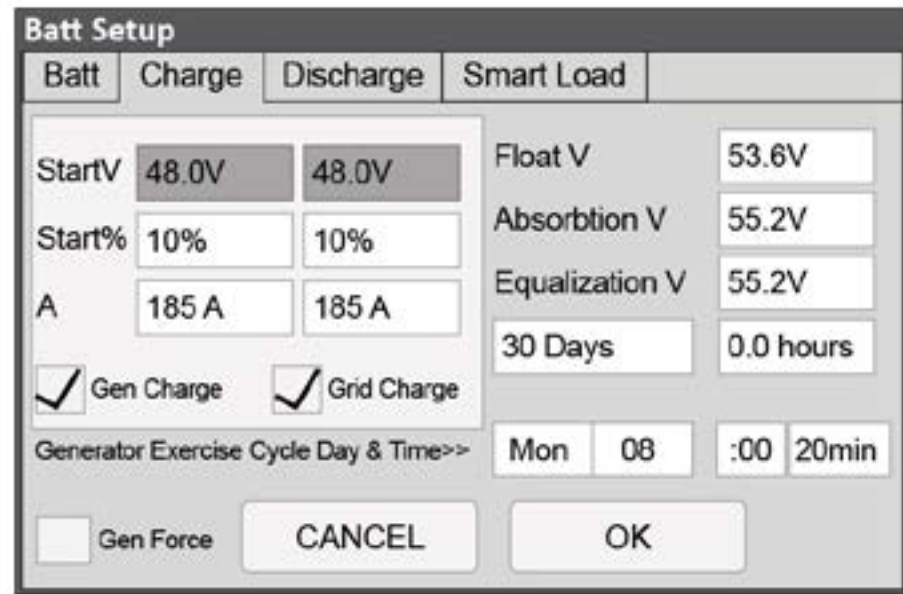 Batt Setup
Batt Charge Discharge Smart Load
StartV 48.0V 48.0V
Start% 10% 10%
A 185 A 185 A
Gen Charge Grid Charge
Float V 53.6V
Absorbtion V 55.2V
Equalization V 55.2V
30 Days 0.0 hours
Generator Exercise Cycle Day & Time>> Mon 08 :00 20min
Gen Force CANCEL OK